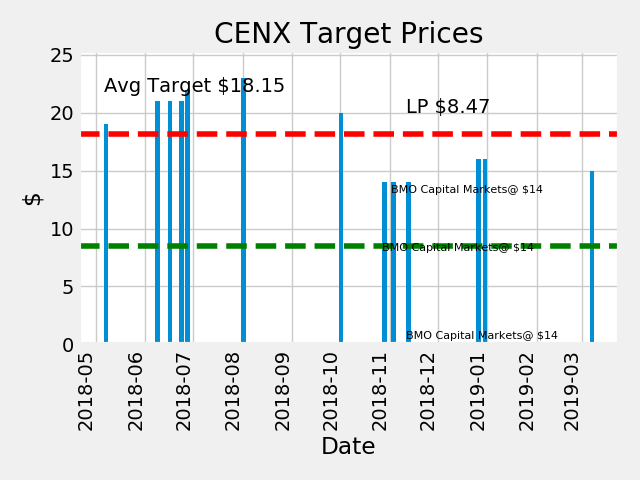 CENX Target Prices
25
Avg Target $18.15
LP $8.47
20
15
BMO Capital Markets@ $14
10
BMO Capital Markets@ $14
5
BMO Capital Markets@ $14
0
$
2018-05
2018-06
2018-07
2018-08
2018-09
2018-10
2018-11
2018-12
2019-01
2019-02
2019-03
Date